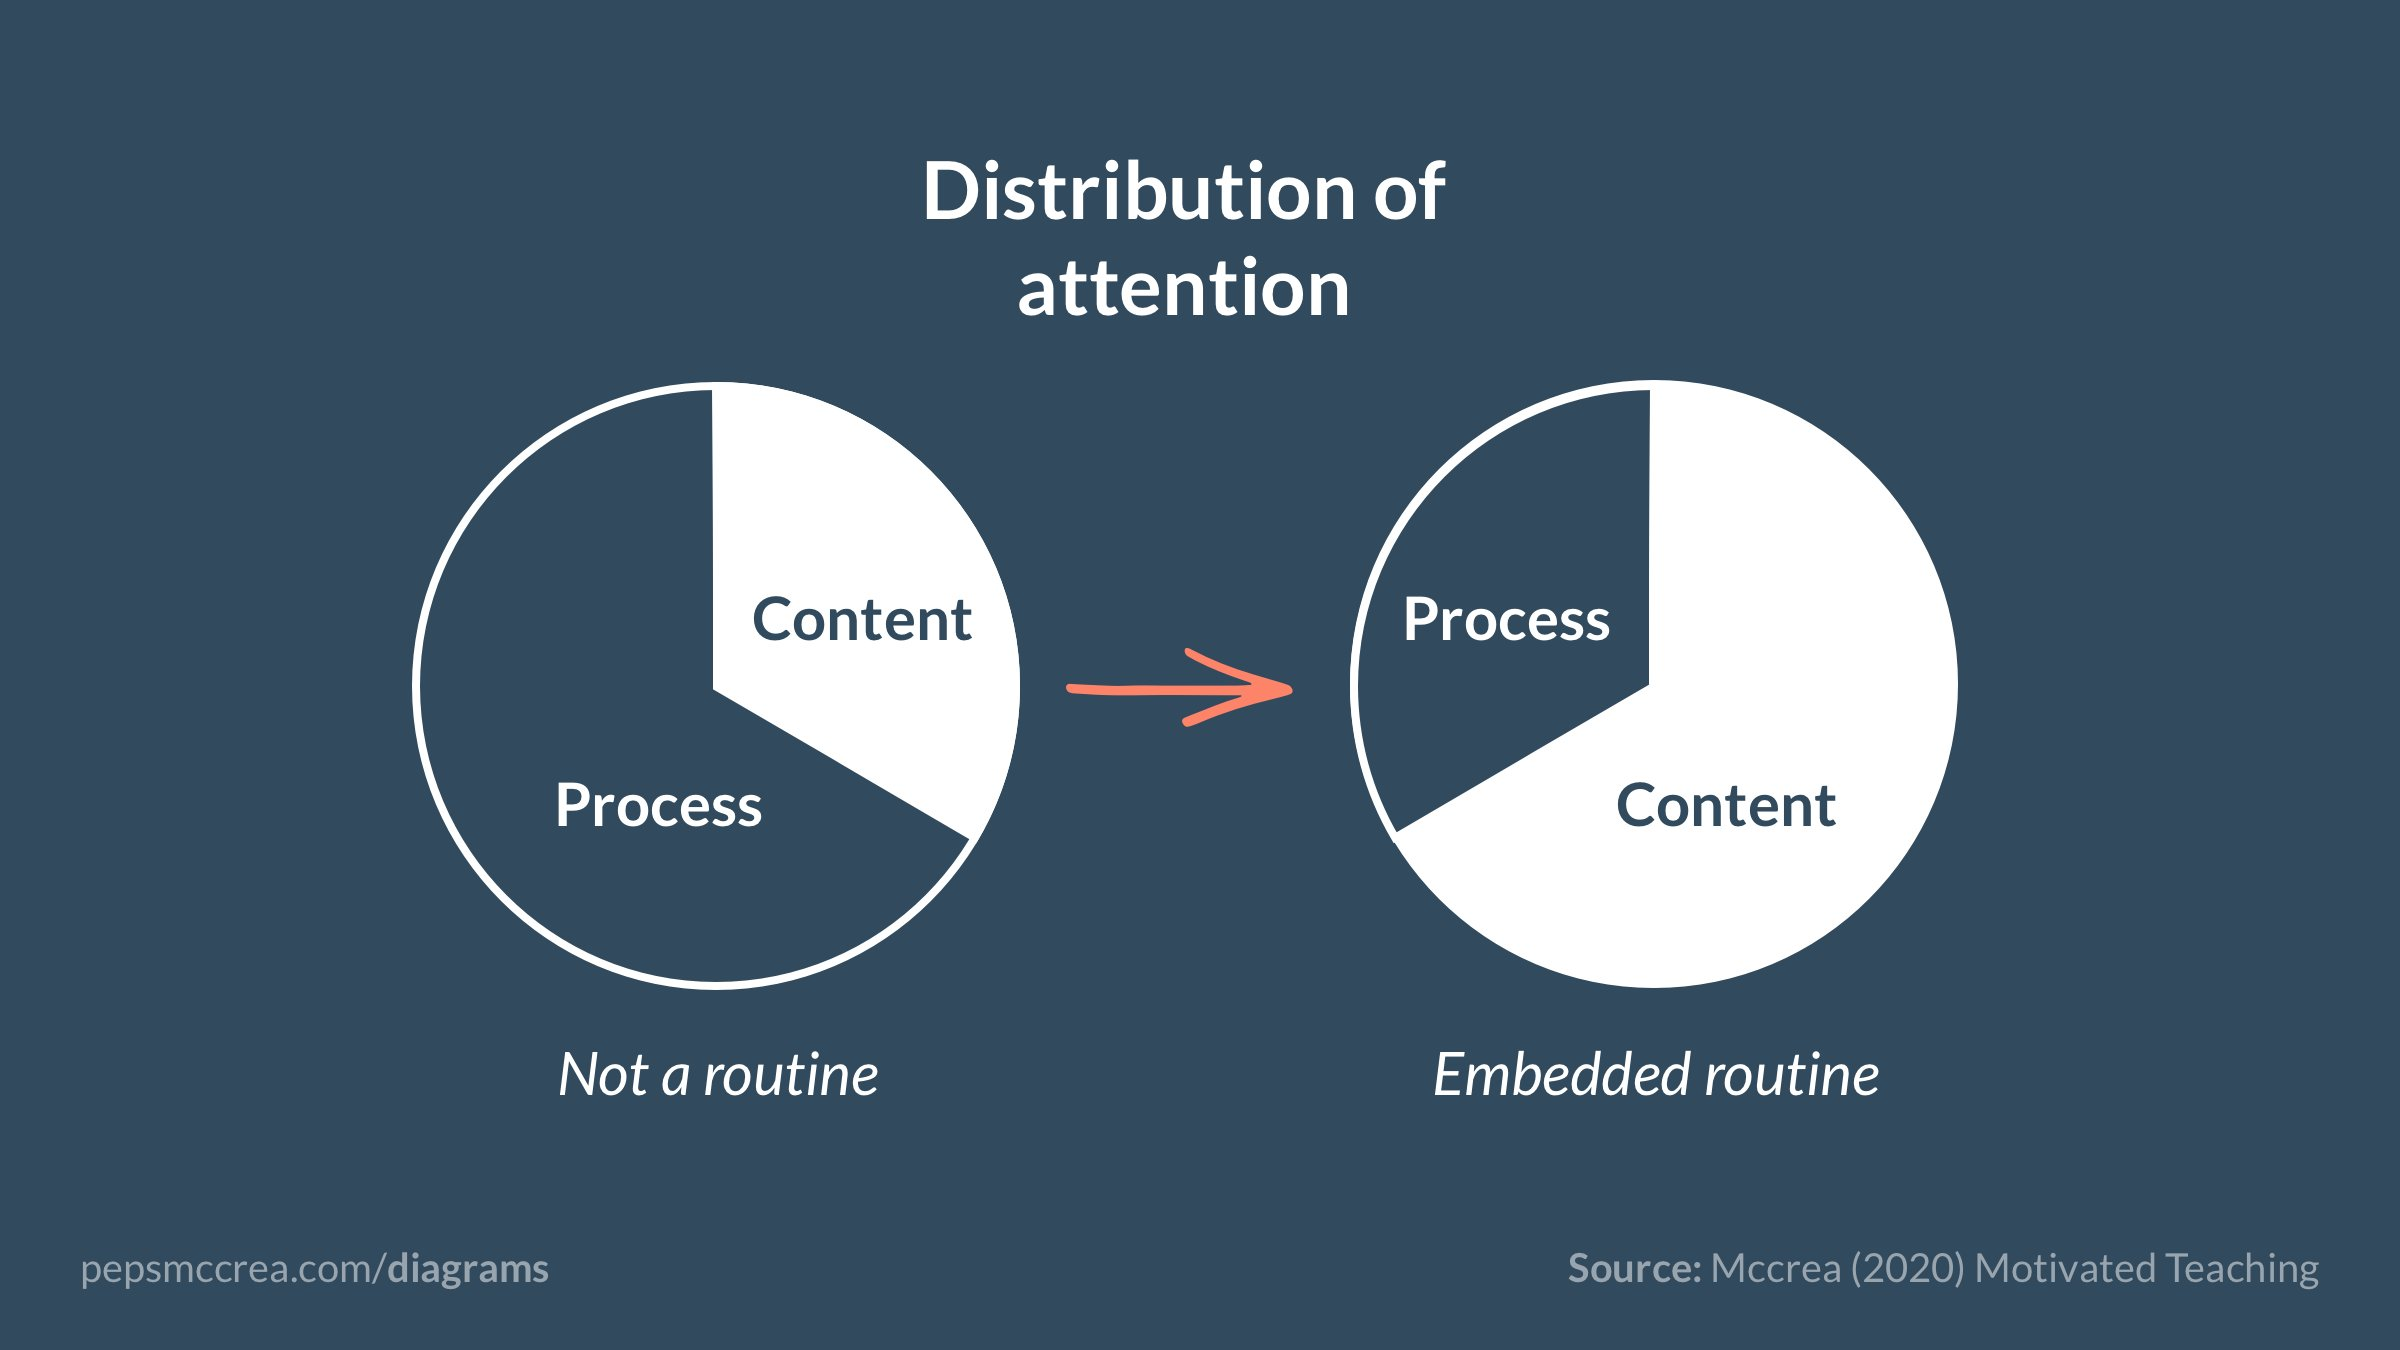 Distribution of
attention
Content
Process
Process
Content
Not a routine
Embedded routine
pepsmccrea.com/diagrams
Source: Mccrea (2020) Motivated Teaching